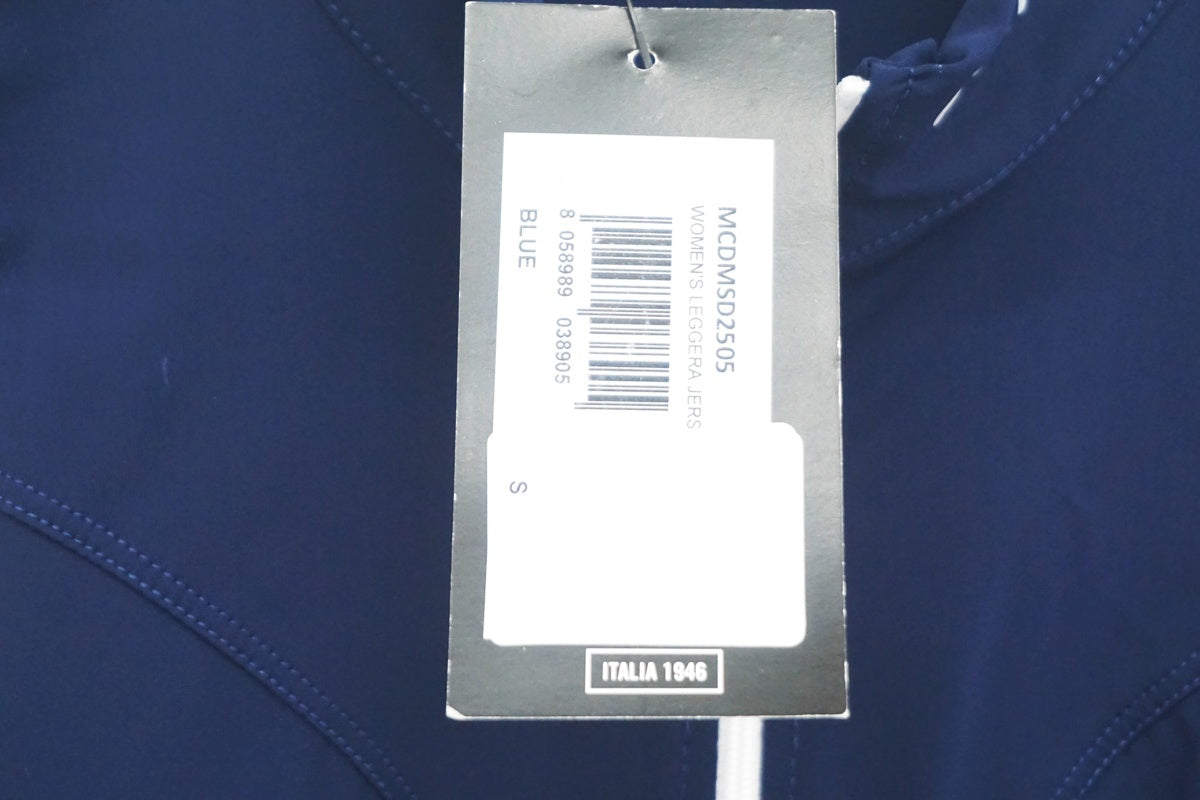 MCDMSD2505
WOMEN'S LEGGERA JERS
8 058989 038905
BLUE
S
ITALIA 1946